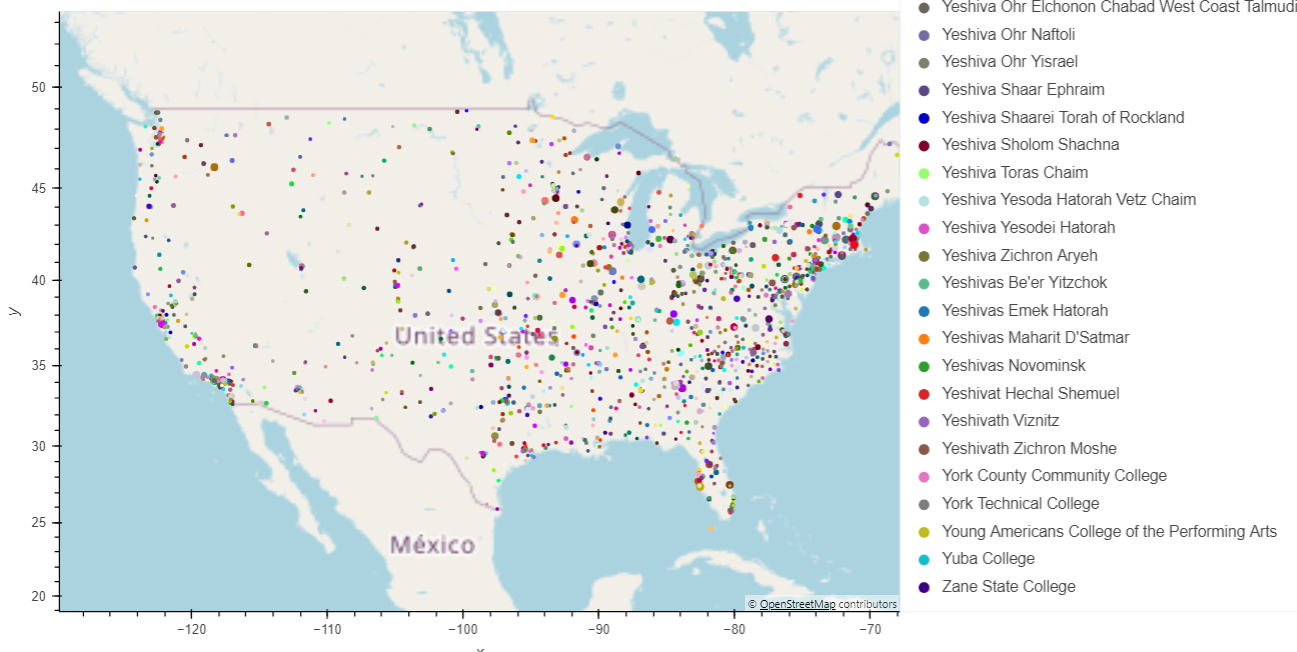 Yeshiva Ohr Elchonon Chabad West Coast Talmudi
Yeshiva Ohr Naftoli
Yeshiva Ohr Yisrael
Yeshiva Shaar Ephraim
Yeshiva Shaarei Torah of Rockland
Yeshiva Sholom Shachna
Yeshiva Toras Chaim
Yeshiva Yesoda Hatorah Vetz Chaim
Yeshiva Yesodei Hatorah
Yeshiva Zichron Aryeh
Yeshivas Be'er Yitzchok
Yeshivas Emek Hatorah
Yeshivas Maharit D'Satmar
Yeshivas Novominsk
Yeshivat Hechal Shemuel
Yeshivath Viznitz
Yeshivath Zichron Moshe
York County Community College
York Technical College
Young Americans College of the Performing Arts
Yuba College
Zane State College
50
45
40
35
30
25
20
y
United States
México
© OpenStreetMap contributors
−120
−110
−100
−90
−80
−70